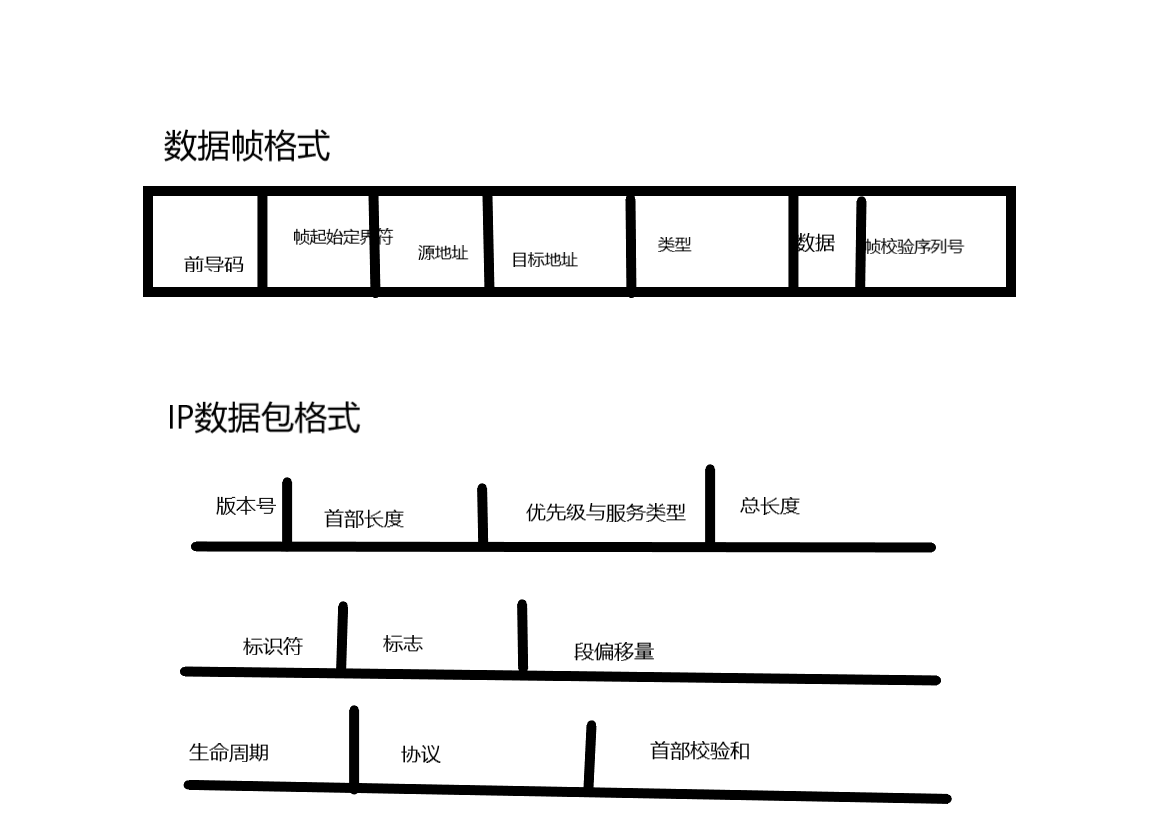 数据帧格式
前导码 帧起始定界符 源地址 目标地址 类型 数据 帧校验序列号
IP数据包格式
版本号 首部长度 优先级与服务类型 总长度
标识符 标志 段偏移量
生命周期 协议 首部校验和